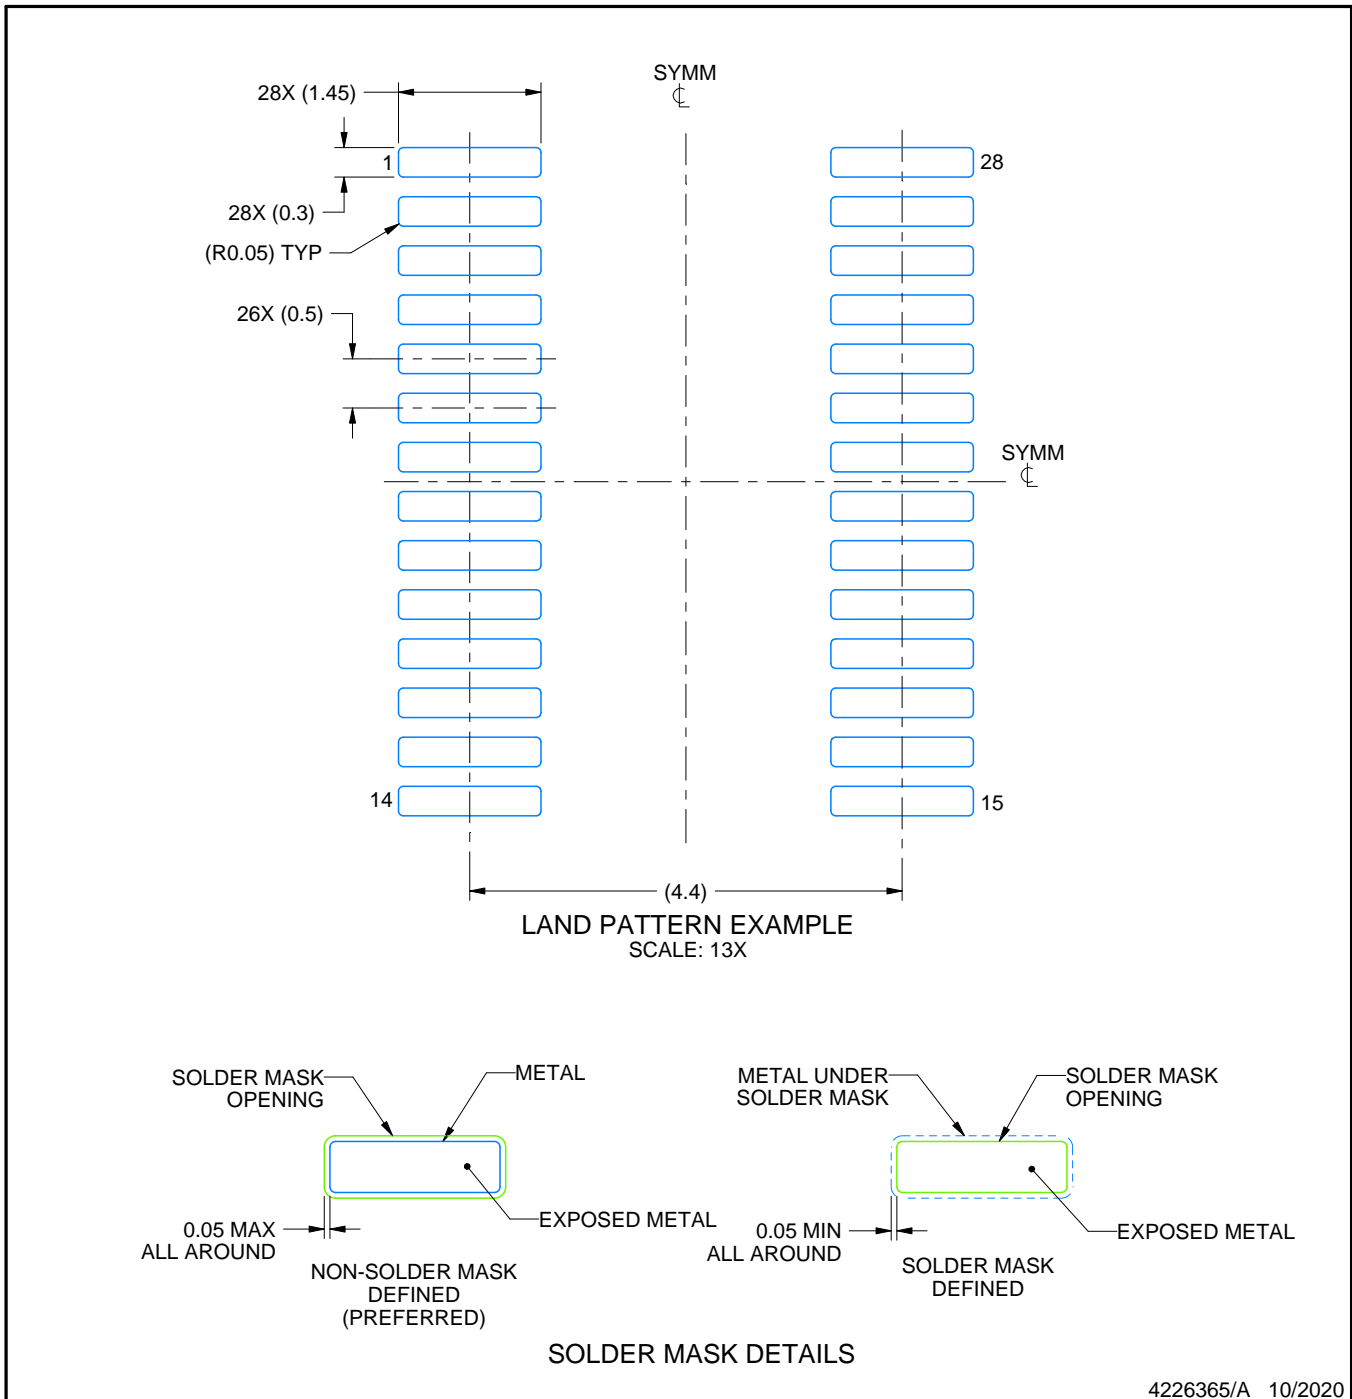 SYMM
℄
28X (1.45)
1
28
28X (0.3)
(R0.05) TYP
26X (0.5)
SYMM
℄
14
15
(4.4)
LAND PATTERN EXAMPLE
SCALE: 13X
SOLDER MASK
OPENING
METAL
EXPOSED METAL
0.05 MAX
ALL AROUND
NON-SOLDER MASK
DEFINED
(PREFERRED)
METAL UNDER
SOLDER MASK
SOLDER MASK
OPENING
EXPOSED METAL
0.05 MIN
ALL AROUND
SOLDER MASK
DEFINED
SOLDER MASK DETAILS
4226365/A 10/2020